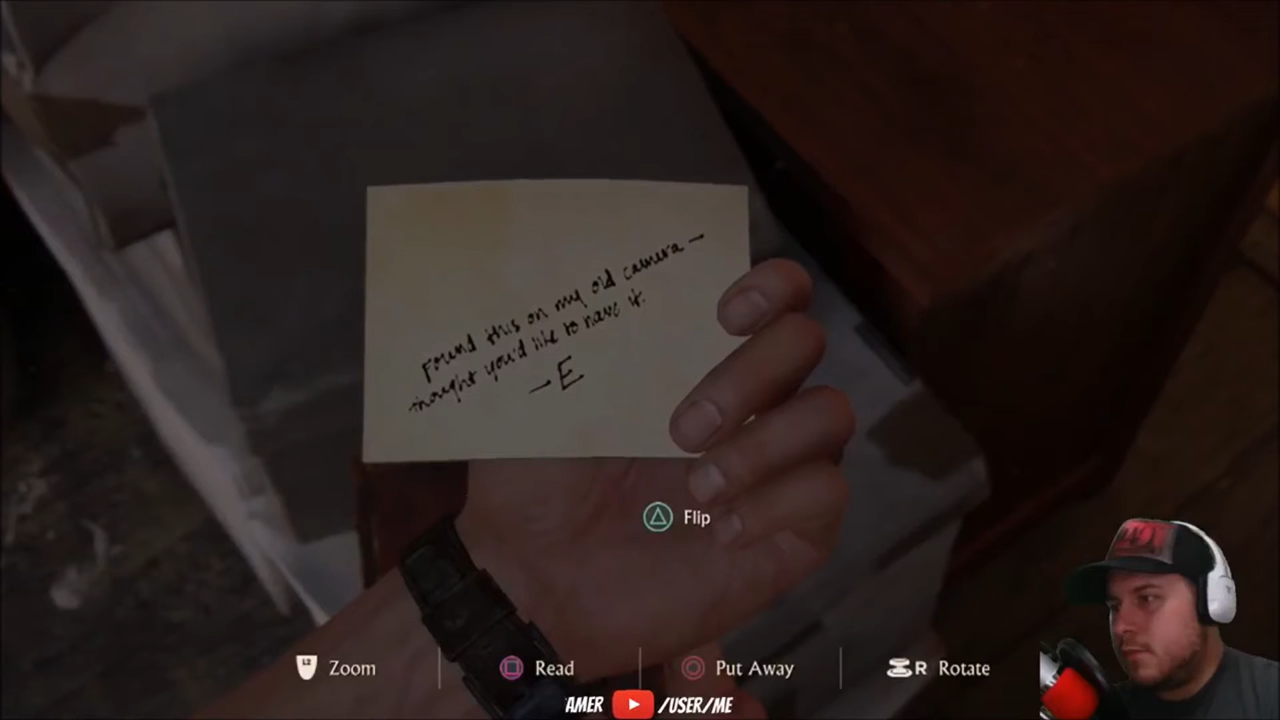 Found this on my old camera—
thought you'd like to have it.
—E
Flip
L2 Zoom
Read
Put Away
R Rotate
AMER /USER/ME